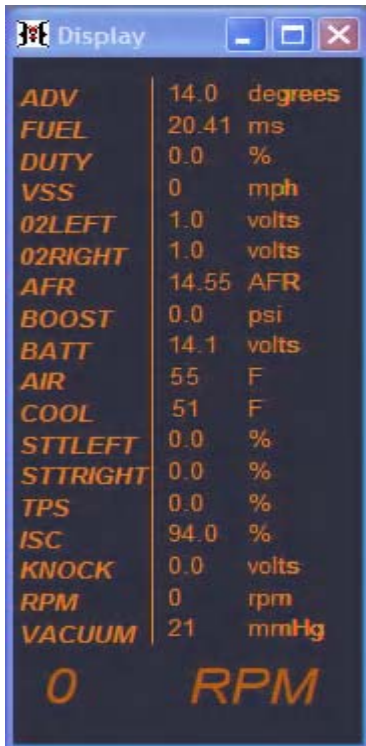 Display
ADV 14.0 degrees
FUEL 20.41 ms
DUTY 0.0 %
VSS 0 mph
02LEFT 1.0 volts
02RIGHT 1.0 volts
AFR 14.55 AFR
BOOST 0.0 psi
BATT 14.1 volts
AIR 55 F
COOL 51 F
STTLEFT 0.0 %
STTRIGHT 0.0 %
TPS 0.0 %
ISC 94.0 %
KNOCK 0.0 volts
RPM 0 rpm
VACUUM 21 mmHg
0 RPM